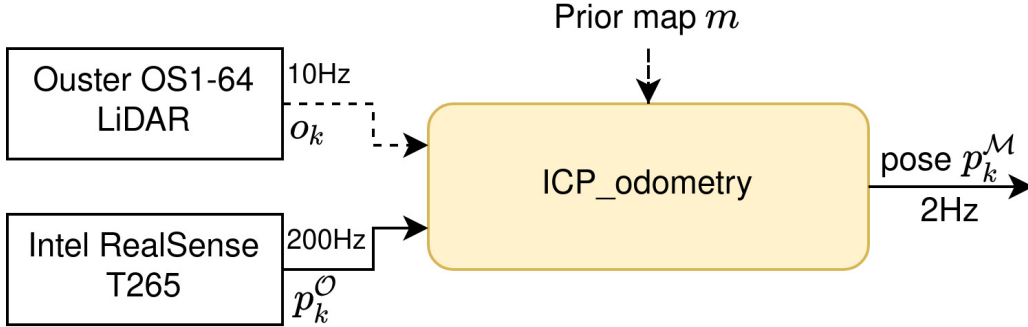 Prior map m
Ouster OS1-64
LiDAR
10Hz
o_k
ICP_odometry
pose p_k^ℳ
2Hz
Intel RealSense
T265
200Hz
p_k^𝒪